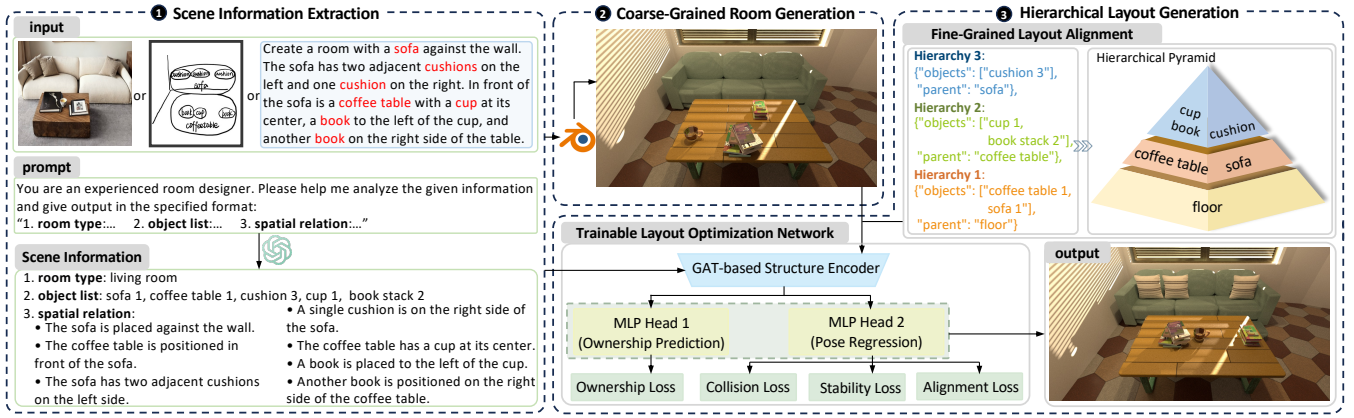 1 Scene Information Extraction
input
or
cushion cushion cushion
sofa
book cup book
coffeetable
or
Create a room with a sofa against the wall.
The sofa has two adjacent cushions on the
left and one cushion on the right. In front of
the sofa is a coffee table with a cup at its
center, a book to the left of the cup, and
another book on the right side of the table.
prompt
You are an experienced room designer. Please help me analyze the given information
and give output in the specified format:
“1. room type:... 2. object list:... 3. spatial relation:...”
Scene Information
1. room type: living room
2. object list: sofa 1, coffee table 1, cushion 3, cup 1, book stack 2
3. spatial relation:
• The sofa is placed against the wall.
• The coffee table is positioned in
front of the sofa.
• The sofa has two adjacent cushions
on the left side.
• A single cushion is on the right side of
the sofa.
• The coffee table has a cup at its center.
• A book is placed to the left of the cup.
• Another book is positioned on the right
side of the coffee table.
2 Coarse-Grained Room Generation
3 Hierarchical Layout Generation
Fine-Grained Layout Alignment
Hierarchy 3:
{"objects": ["cushion 3"],
"parent": "sofa"},
Hierarchy 2:
{"objects": ["cup 1,
book stack 2"],
"parent": "coffee table"},
Hierarchy 1:
{"objects": ["coffee table 1,
sofa 1"],
"parent": "floor"}
Hierarchical Pyramid
cup
book
cushion
coffee table
sofa
floor
Trainable Layout Optimization Network
GAT-based Structure Encoder
MLP Head 1
(Ownership Prediction)
MLP Head 2
(Pose Regression)
Ownership Loss
Collision Loss
Stability Loss
Alignment Loss
output